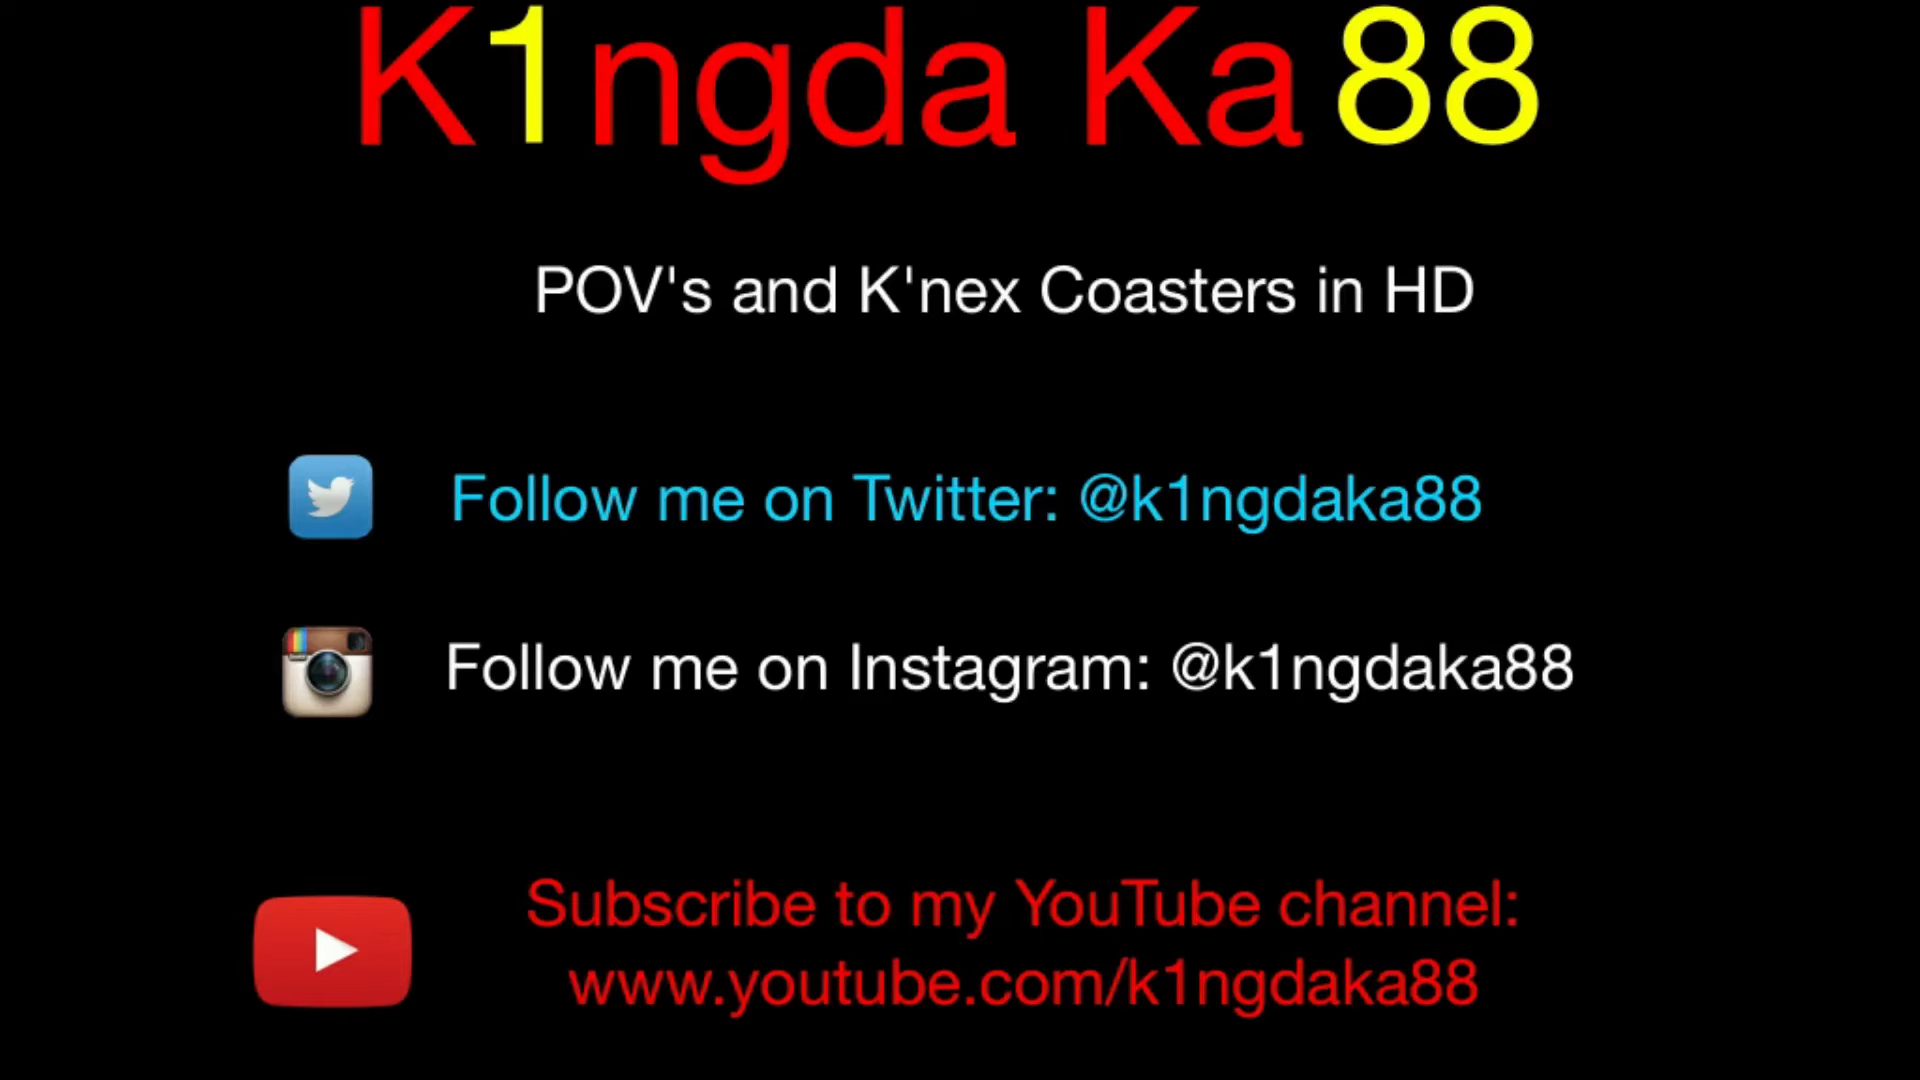 K1ngda Ka 88
POV's and K'nex Coasters in HD
Follow me on Twitter: @k1ngdaka88
Follow me on Instagram: @k1ngdaka88
Subscribe to my YouTube channel:
www.youtube.com/k1ngdaka88